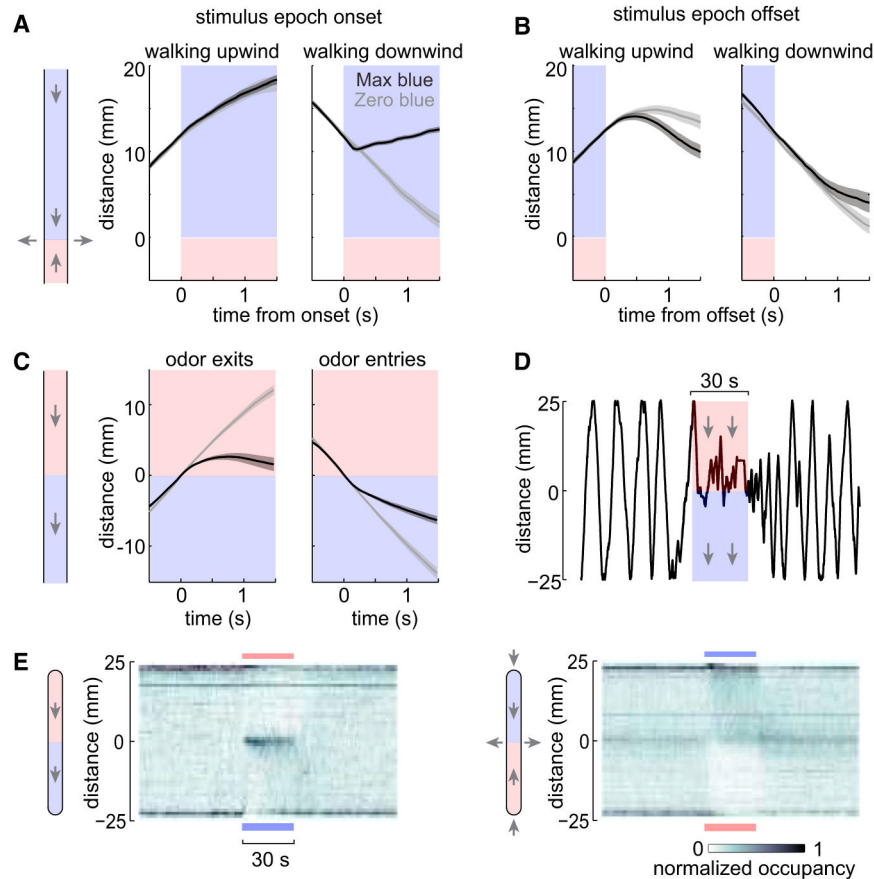 A
stimulus epoch onset
walking upwind
walking downwind
Max blue
Zero blue
20
10
0
distance (mm)
0
1
0
1
time from onset (s)
B
stimulus epoch offset
walking upwind
walking downwind
20
10
0
distance (mm)
0
1
0
1
time from offset (s)
C
odor exits
odor entries
10
0
-10
distance (mm)
0
1
0
1
time (s)
time (s)
D
30 s
25
0
−25
distance (mm)
E
25
0
−25
distance (mm)
30 s
25
0
−25
distance (mm)
0
1
normalized occupancy